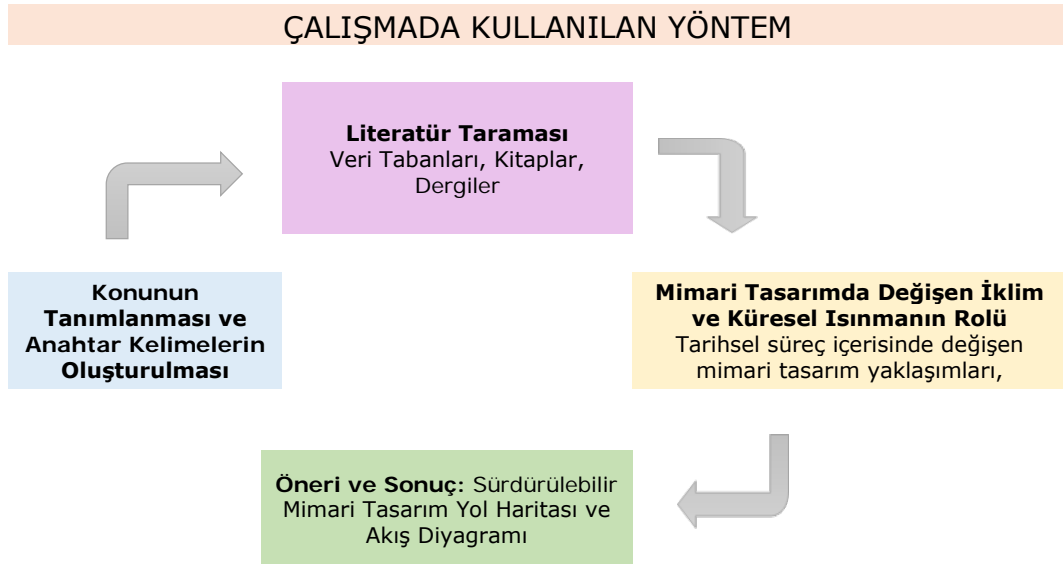 ÇALIŞMADA KULLANILAN YÖNTEM
Literatür Taraması
Veri Tabanları, Kitaplar,
Dergiler
Konunun
Tanımlanması ve
Anahtar Kelimelerin
Oluşturulması
Mimari Tasarımda Değişen İklim
ve Küresel Isınmanın Rolü
Tarihsel süreç içerisinde değişen
mimari tasarım yaklaşımları,
Öneri ve Sonuç: Sürdürülebilir
Mimari Tasarım Yol Haritası ve
Akış Diyagramı